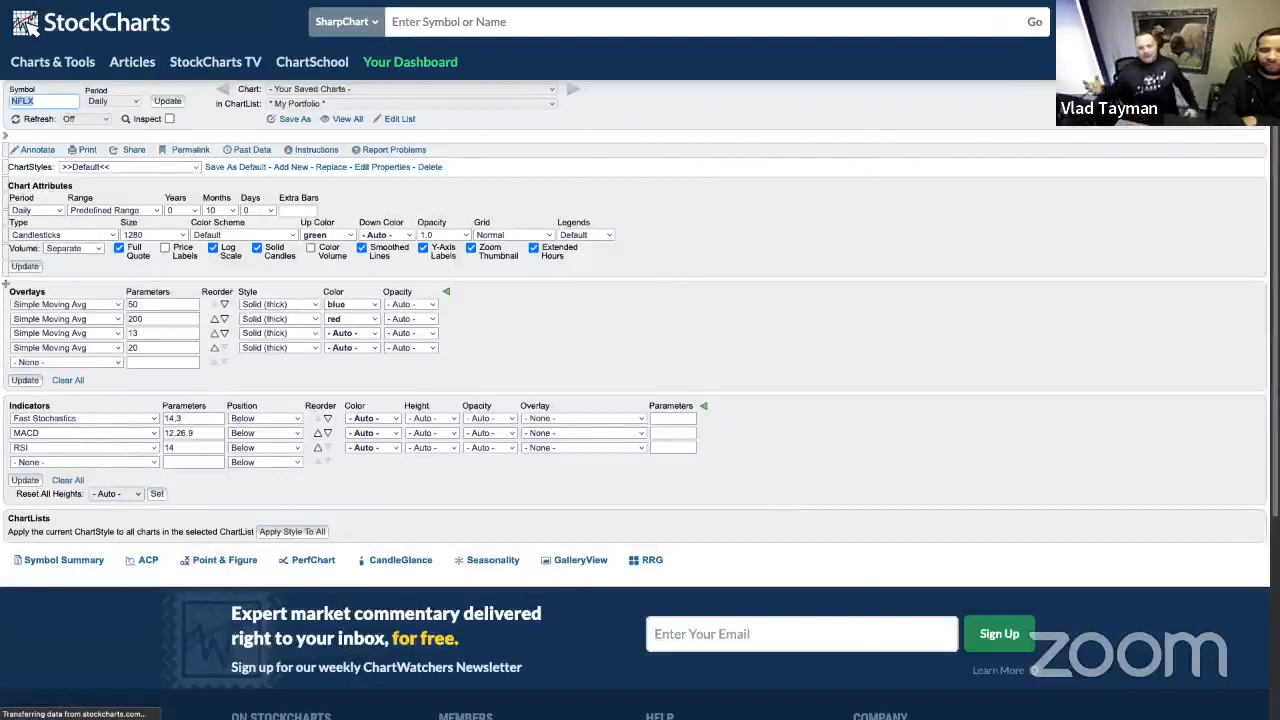 StockCharts
SharpChart
Enter Symbol or Name
Go
Charts & Tools Articles StockCharts TV ChartSchool Your Dashboard
Symbol Period
NFLX Daily Update
Chart: - Your Saved Charts -
in ChartList: * My Portfolio *
Refresh: Off Inspect
Save As View All Edit List
Vlad Tayman
Annotate Print Share Permalink Past Data Instructions Report Problems
ChartStyles: >>Default<< Save As Default - Add New - Replace - Edit Properties - Delete
Chart Attributes
Period Range Years Months Days Extra Bars
Daily Predefined Range 0 10 0
Type Size Color Scheme Up Color Down Color Opacity Grid Legends
Candlesticks 1280 Default green - Auto - 1.0 Normal Default
Volume: Separate Full Quote Price Labels Log Scale Solid Candles Color Volume Smoothed Lines Y-Axis Labels Zoom Thumbnail Extended Hours
Update
Overlays Parameters Reorder Style Color Opacity
Simple Moving Avg 50 Solid (thick) blue - Auto -
Simple Moving Avg 200 Solid (thick) red - Auto -
Simple Moving Avg 13 Solid (thick) - Auto - - Auto -
Simple Moving Avg 20 Solid (thick) - Auto - - Auto -
- None -
Update Clear All
Indicators Parameters Position Reorder Color Height Opacity Overlay Parameters
Fast Stochastics 14,3 Below - Auto - - Auto - - Auto - - None -
MACD 12,26,9 Below - Auto - - Auto - - Auto - - None -
RSI 14 Below - Auto - - Auto - - Auto - - None -
- None - Below
Update Clear All
Reset All Heights: - Auto - Set
ChartLists
Apply the current ChartStyle to all charts in the selected ChartList Apply Style To All
Symbol Summary ACP Point & Figure PerfChart CandleGlance Seasonality GalleryView RRG
Expert market commentary delivered
right to your inbox, for free.
Sign up for our weekly ChartWatchers Newsletter
Enter Your Email
Sign Up
Learn More
zoom
Transferring data from stockcharts.com...
ON STOCKCHARTS MEMBERS HELP COMPANY